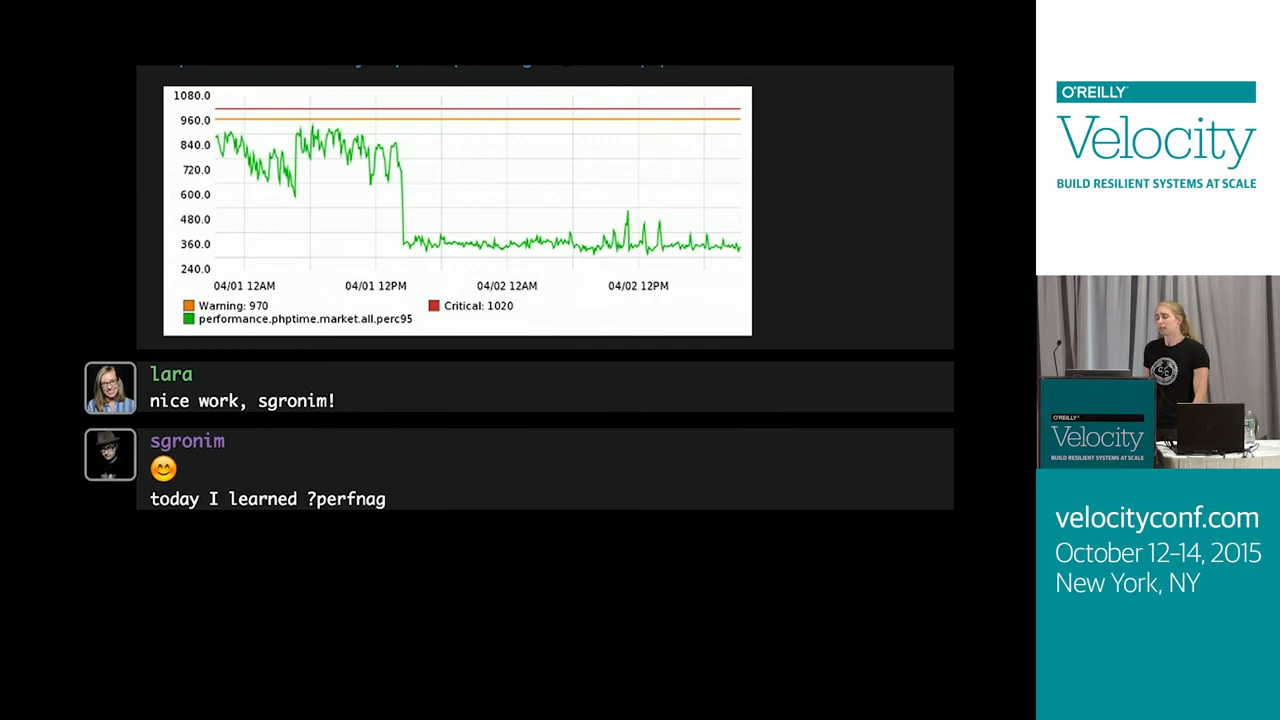 1080.0
960.0
840.0
720.0
600.0
480.0
360.0
240.0
04/01 12AM 04/01 12PM 04/02 12AM 04/02 12PM
Warning: 970 Critical: 1020
performance.phptime.market.all.perc95
lara
nice work, sgronim!
sgronim
today I learned ?perfnag
O'REILLY
Velocity
BUILD RESILIENT SYSTEMS AT SCALE
O'REILLY
Velocity
BUILD RESILIENT SYSTEMS AT SCALE
velocityconf.com
October 12–14, 2015
New York, NY